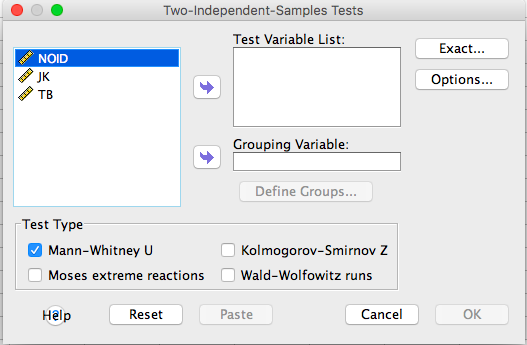 Two-Independent-Samples Tests
NOID
JK
TB
Test Variable List:
Exact...
Options...
Grouping Variable:
Define Groups...
Test Type
Mann-Whitney U
Kolmogorov-Smirnov Z
Moses extreme reactions
Wald-Wolfowitz runs
Help
Reset
Paste
Cancel
OK